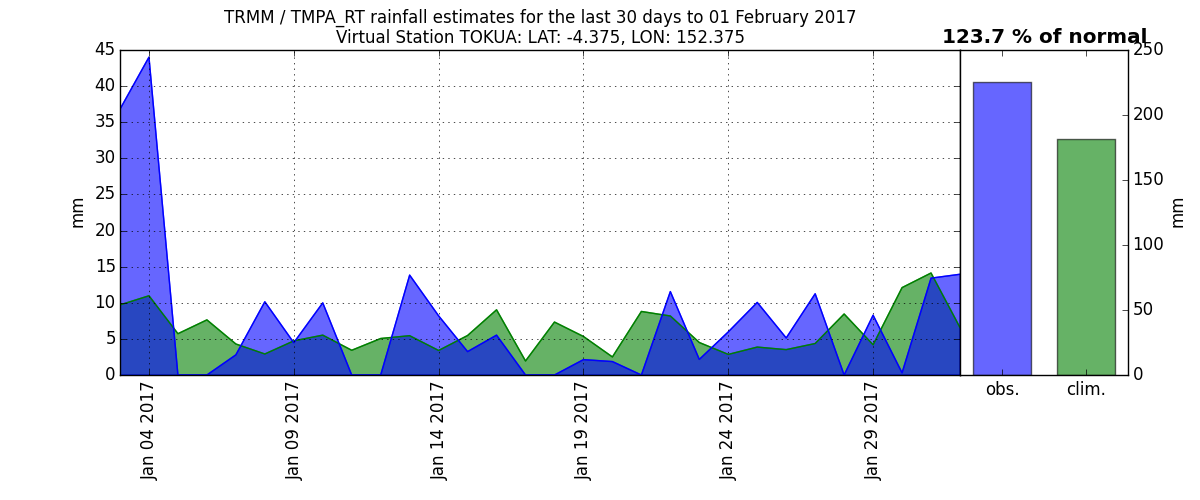 TRMM / TMPA_RT rainfall estimates for the last 30 days to 01 February 2017
Virtual Station TOKUA: LAT: -4.375, LON: 152.375
123.7 % of normal
45
40
35
30
25
20
15
10
5
0
mm
Jan 04 2017
Jan 09 2017
Jan 14 2017
Jan 19 2017
Jan 24 2017
Jan 29 2017
250
200
150
100
50
0
mm
obs.
clim.